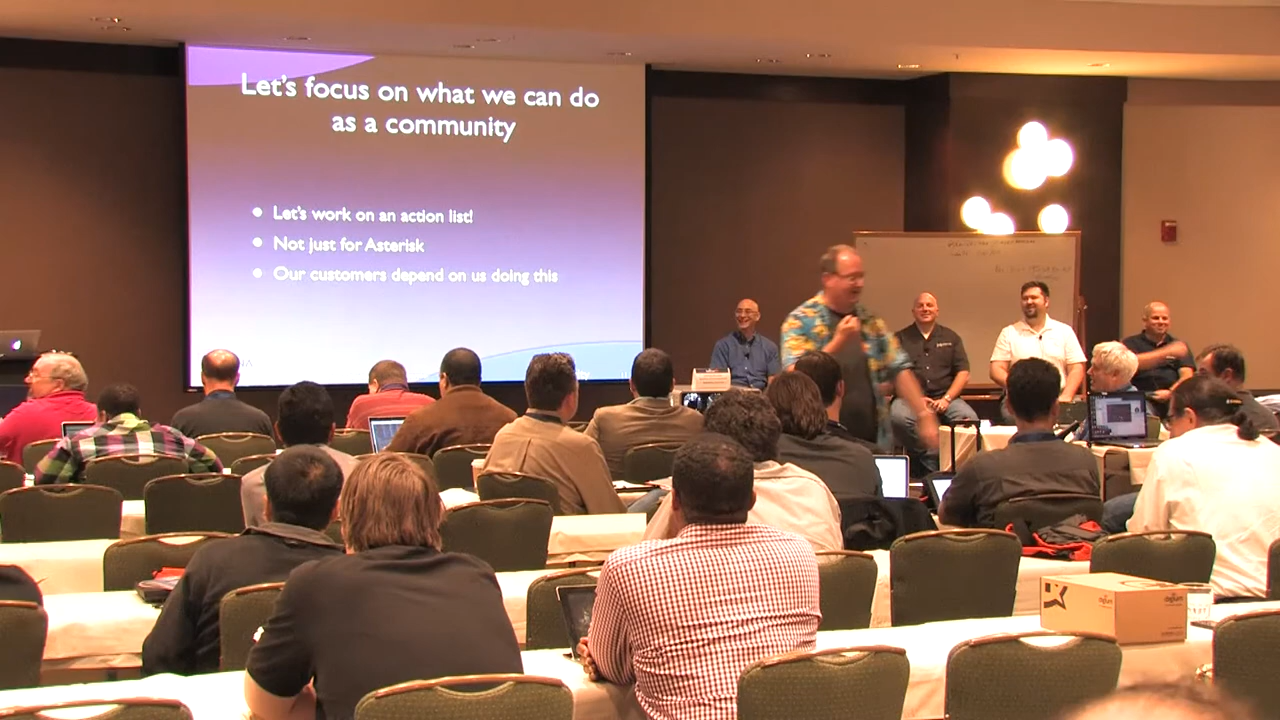 Let's focus on what we can do
as a community
Let's work on an action list!
Not just for Asterisk
Our customers depend on us doing this
digium